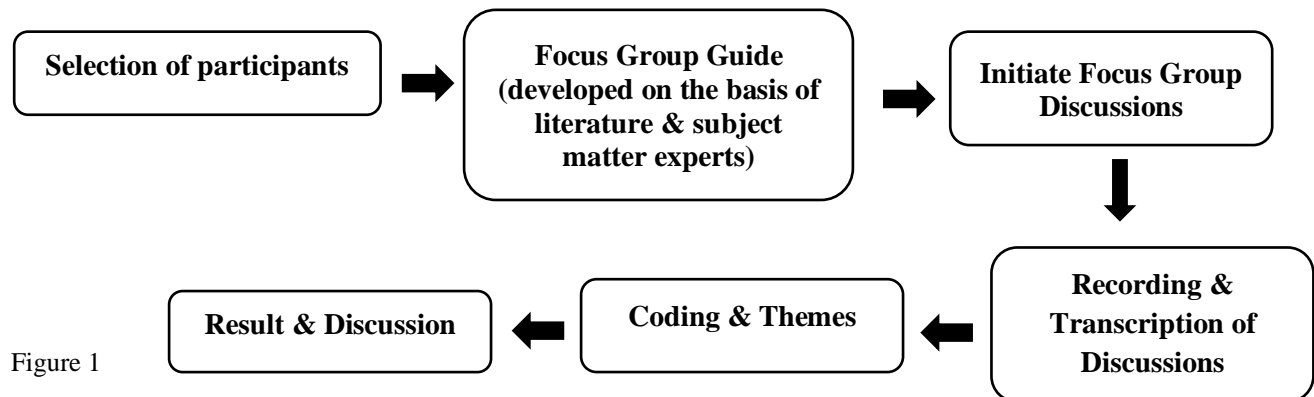 Selection of participants
Focus Group Guide
(developed on the basis of
literature & subject
matter experts)
Initiate Focus Group
Discussions
Recording &
Transcription of
Discussions
Coding & Themes
Result & Discussion
Figure 1